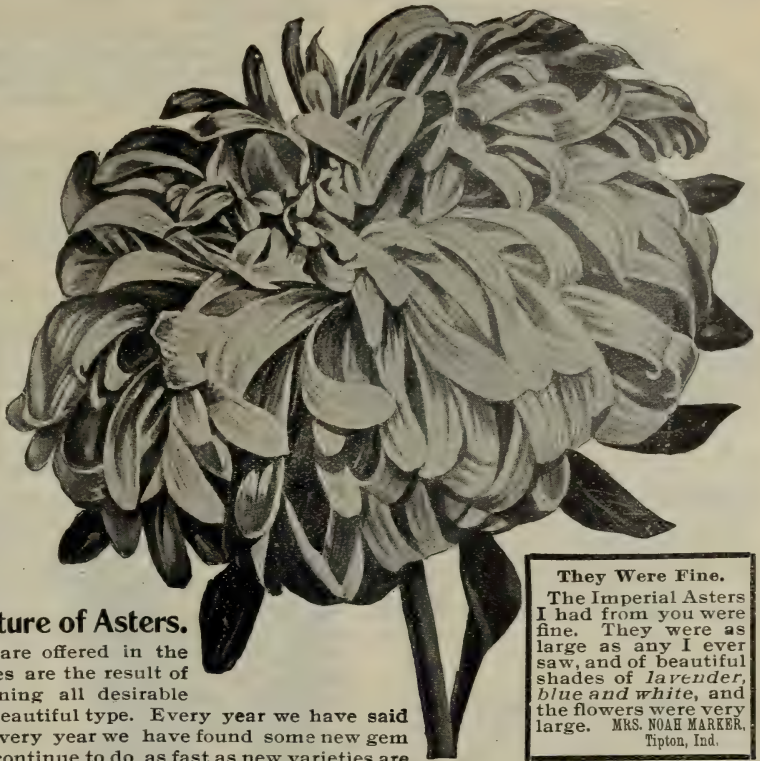 ture of Asters.
are offered in the
es are the result of
ning all desirable
eautiful type. Every year we have said
very year we have found some new gem
continue to do, as fast as new varieties are
They Were Fine.
The Imperial Asters
I had from you were
fine. They were as
large as any I ever
saw, and of beautiful
shades of lavender,
blue and white, and
the flowers were very
large. MRS. NOAH MARKER,
Tipton, Ind.